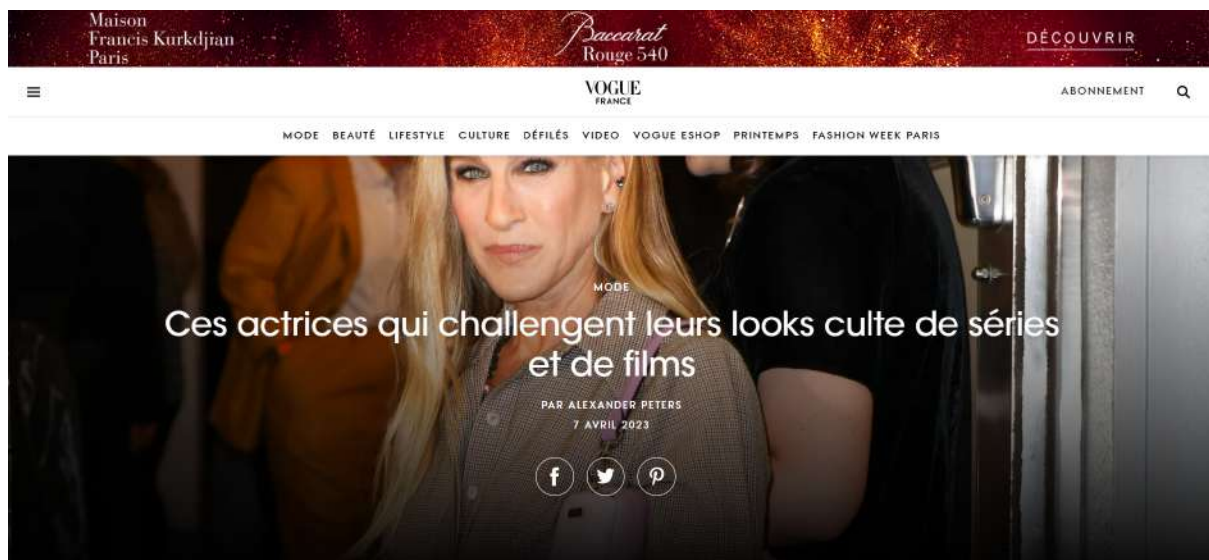 Maison
Francis Kurkdjian
Paris
Baccarat
Rouge 540
DÉCOUVRIR
VOGUE
FRANCE
ABONNEMENT
MODE BEAUTÉ LIFESTYLE CULTURE DÉFILÉS VIDEO VOGUE ESHOP PRINTEMPS FASHION WEEK PARIS
MODE
Ces actrices qui challengent leurs looks culte de séries
et de films
PAR ALEXANDER PETERS
7 AVRIL 2023